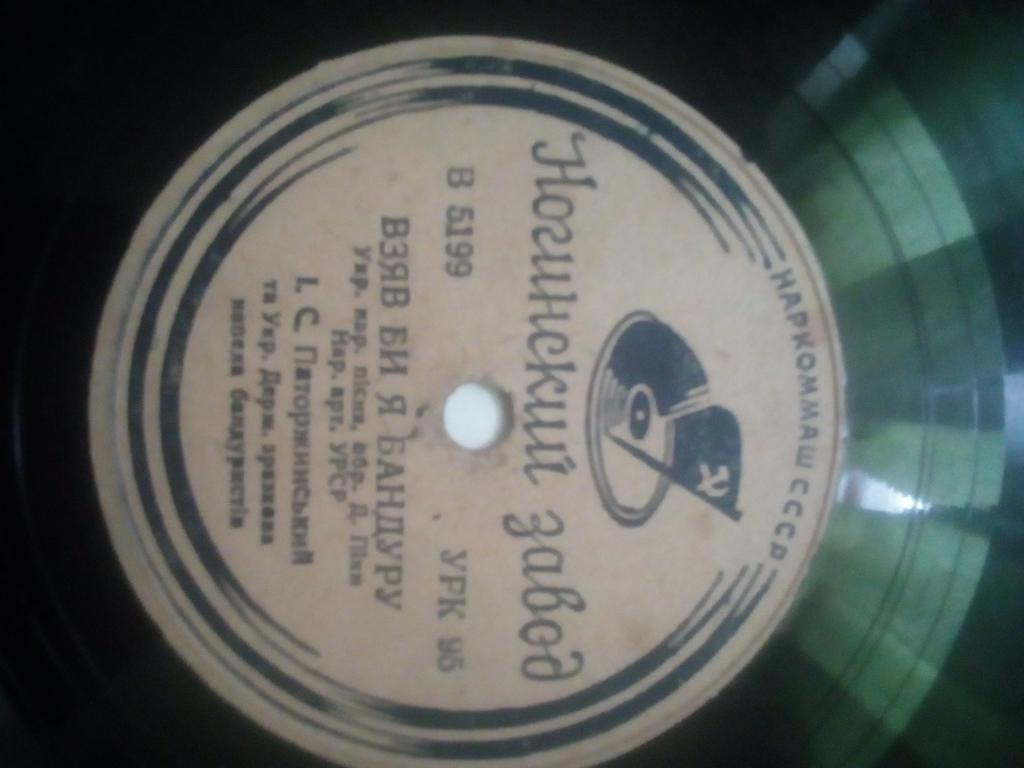 НАРКОММАШ СССР
Ногинский завод
В 5199 УРК 95
ВЗЯВ БИ Я БАНДУРУ
Укр. нар. пісня, обр. Д. Піки
Нар. арт. УРСР
І. С. Паторжинський
та Укр. Держ. зразкова
капела бандуристів